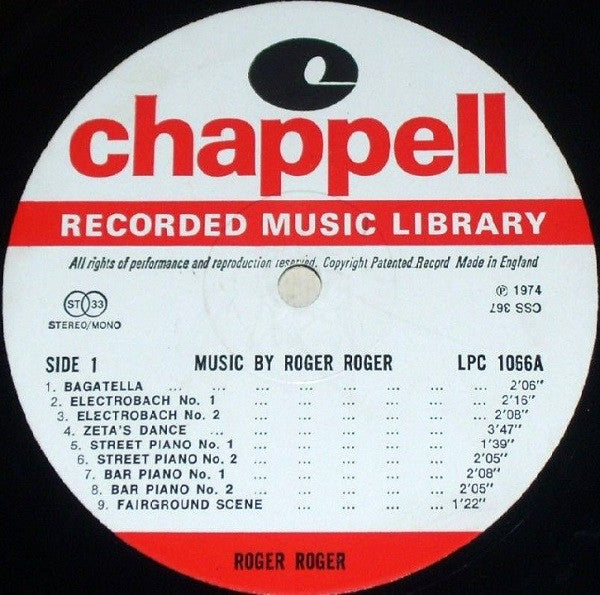 chappell
RECORDED MUSIC LIBRARY
All rights of performance and reproduction reserved. Copyright Patented Record Made in England
ST 33
STEREO/MONO
℗ 1974
CSS 367
SIDE 1 MUSIC BY ROGER ROGER LPC 1066A
1. BAGATELLA ... ... ... ... ... ... ... 2'06"
2. ELECTROBACH No. 1 ... ... ... ... ... 2'16"
3. ELECTROBACH No. 2 ... ... ... ... ... 2'08"
4. ZETA'S DANCE ... ... ... ... ... ... 3'47"
5. STREET PIANO No. 1 ... ... ... ... ... 1'39"
6. STREET PIANO No. 2 ... ... ... ... ... 2'05"
7. BAR PIANO No. 1 ... ... ... ... ... 2'08"
8. BAR PIANO No. 2 ... ... ... ... ... 2'05"
9. FAIRGROUND SCENE ... ... ... ... 1'22"
ROGER ROGER